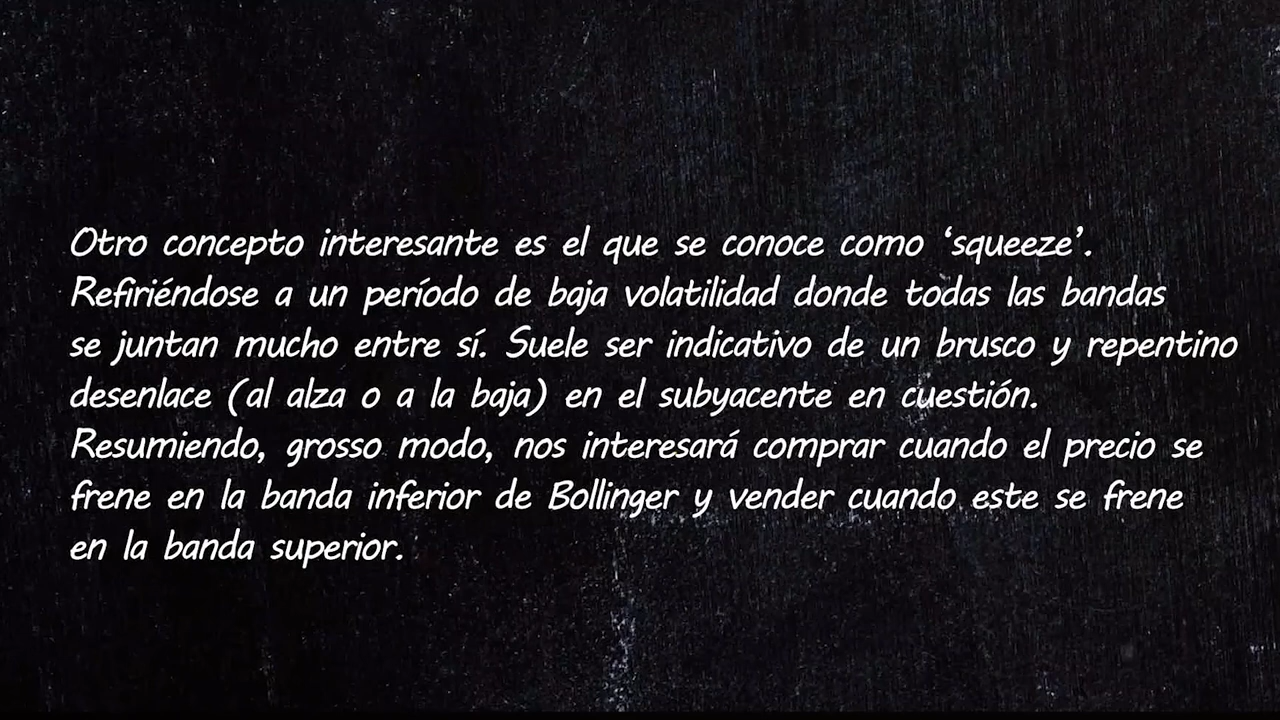 Otro concepto interesante es el que se conoce como ‘squeeze’.
Refiriéndose a un período de baja volatilidad donde todas las bandas
se juntan mucho entre sí. Suele ser indicativo de un brusco y repentino
desenlace (al alza o a la baja) en el subyacente en cuestión.
Resumiendo, grosso modo, nos interesará comprar cuando el precio se
frene en la banda inferior de Bollinger y vender cuando este se frene
en la banda superior.